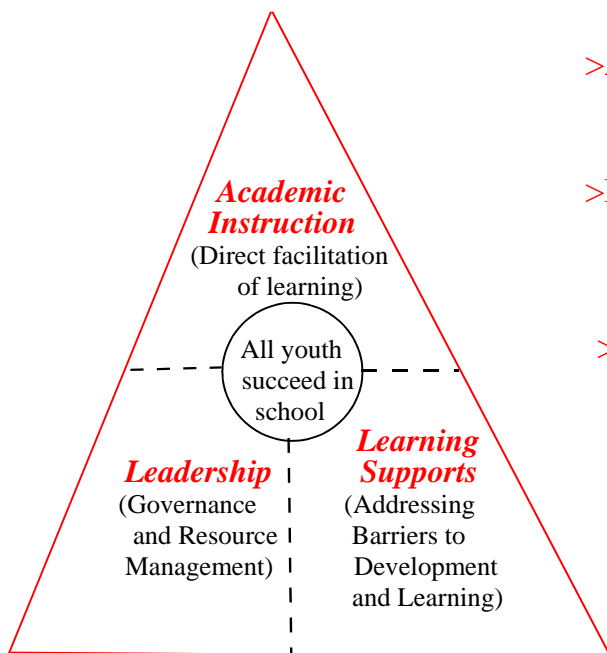 Academic
Instruction
(Direct facilitation
of learning)
All youth
succeed in
school
Leadership
(Governance
and Resource
Management)
Learning
Supports
(Addressing
Barriers to
Development
and Learning)
>
>
>